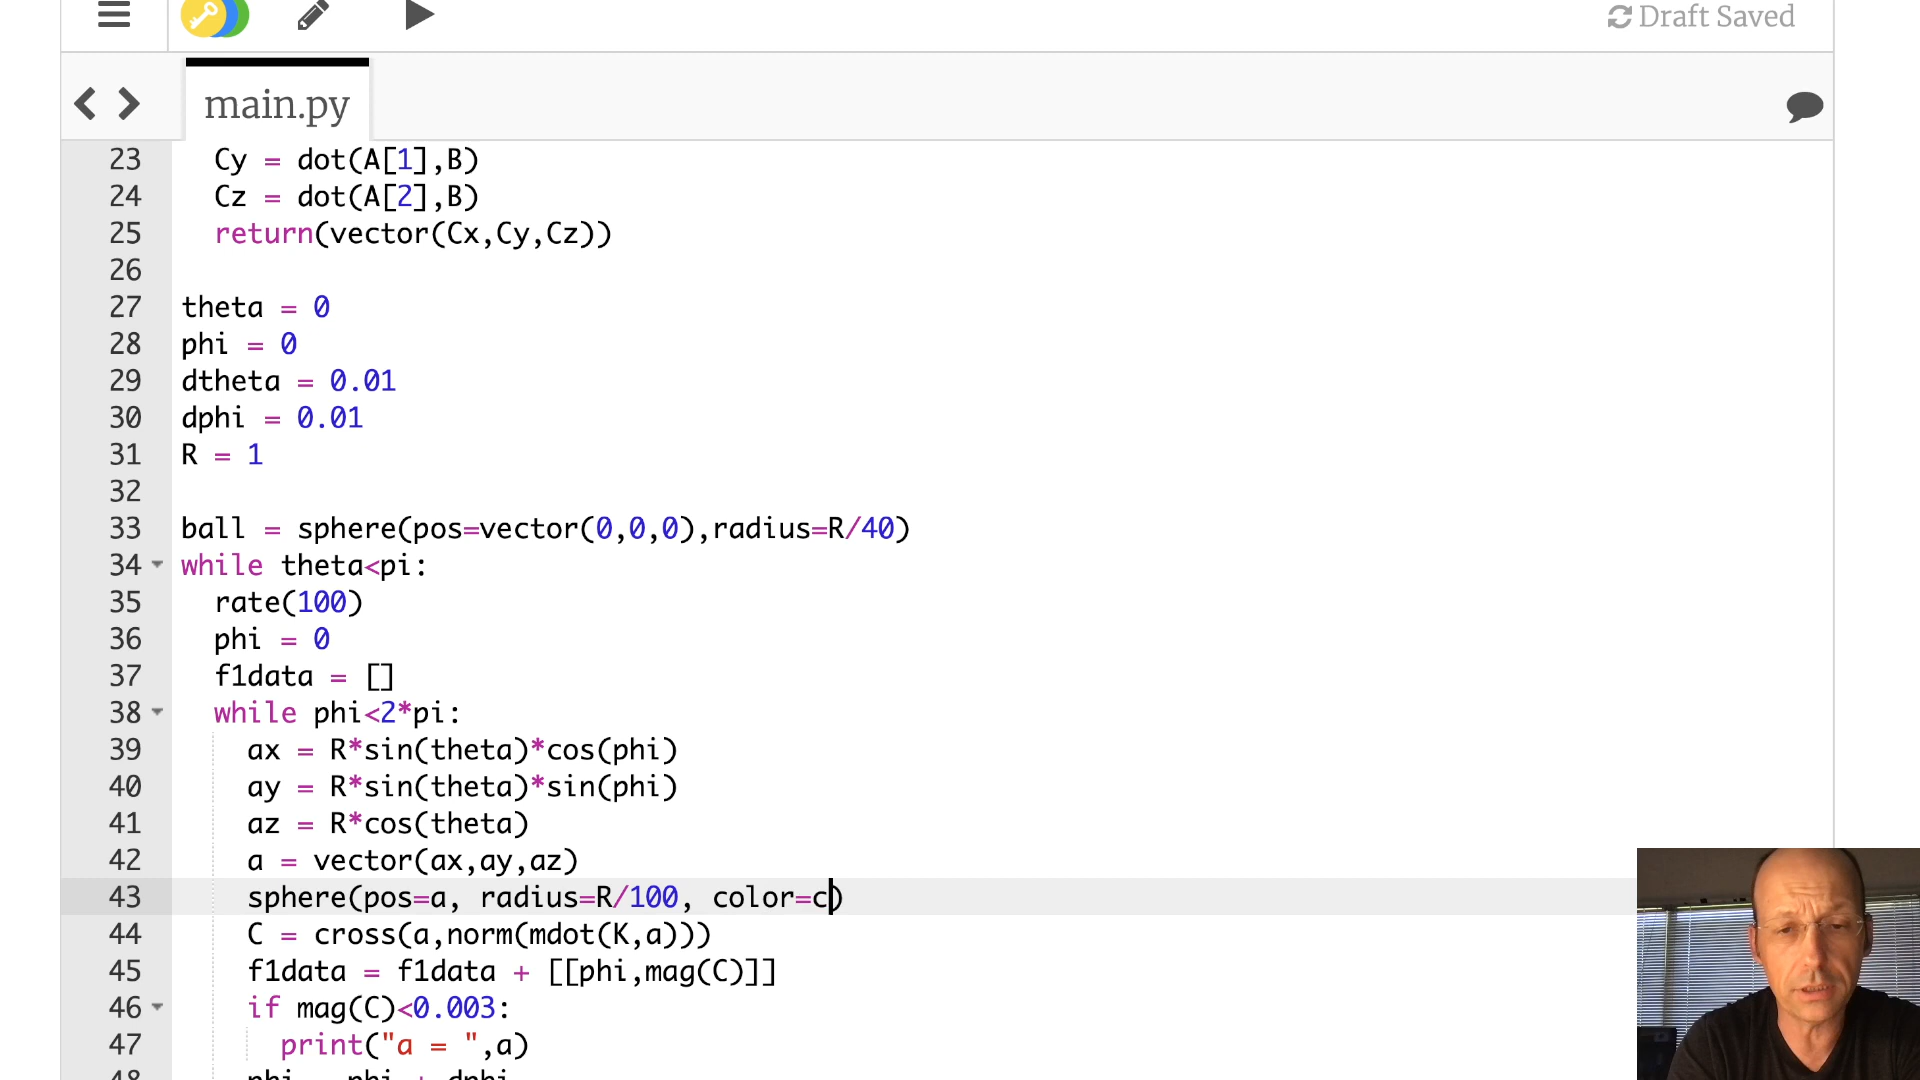 Draft Saved
main.py
23 Cy = dot(A[1],B)
24 Cz = dot(A[2],B)
25 return(vector(Cx,Cy,Cz))
26
27 theta = 0
28 phi = 0
29 dtheta = 0.01
30 dphi = 0.01
31 R = 1
32
33 ball = sphere(pos=vector(0,0,0),radius=R/40)
34 while theta<pi:
35 rate(100)
36 phi = 0
37 f1data = []
38 while phi<2*pi:
39 ax = R*sin(theta)*cos(phi)
40 ay = R*sin(theta)*sin(phi)
41 az = R*cos(theta)
42 a = vector(ax,ay,az)
43 sphere(pos=a, radius=R/100, color=c)
44 C = cross(a,norm(mdot(K,a)))
45 f1data = f1data + [[phi,mag(C)]]
46 if mag(C)<0.003:
47 print("a = ",a)
48 phi = phi + dphi